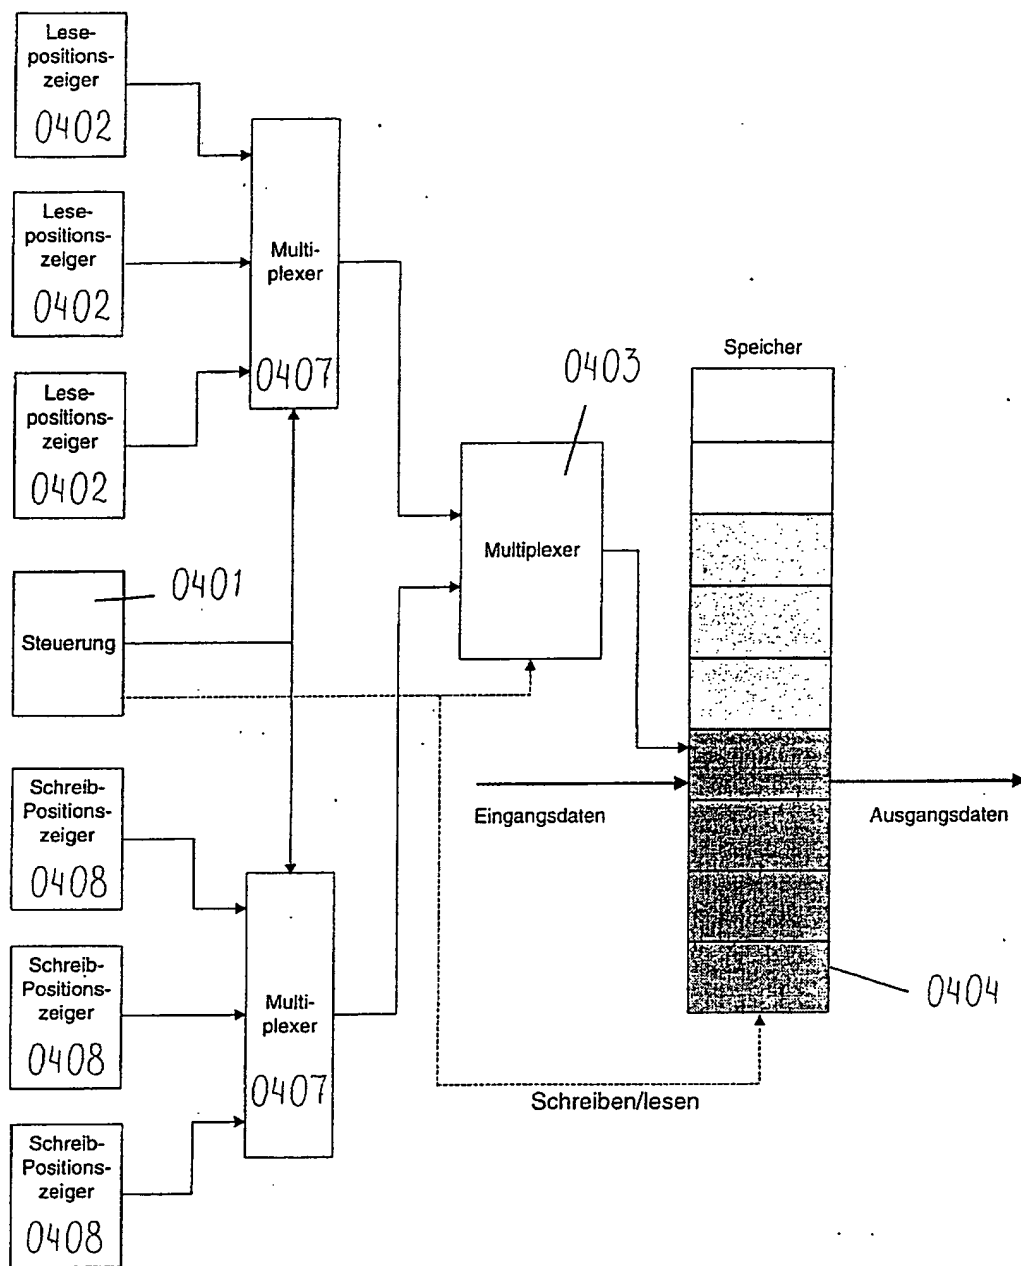 Lese-
positions-
zeiger
0402
Lese-
positions-
zeiger
0402
Lese-
positions-
zeiger
0402
Multi-
plexer
0407
0403
Speicher
Multiplexer
0401
Steuerung
Eingangsdaten
Ausgangsdaten
Schreib-
Positions-
zeiger
0408
Schreib-
Positions-
zeiger
0408
Schreib-
Positions-
zeiger
0408
Multi-
plexer
0407
0404
Schreiben/lesen